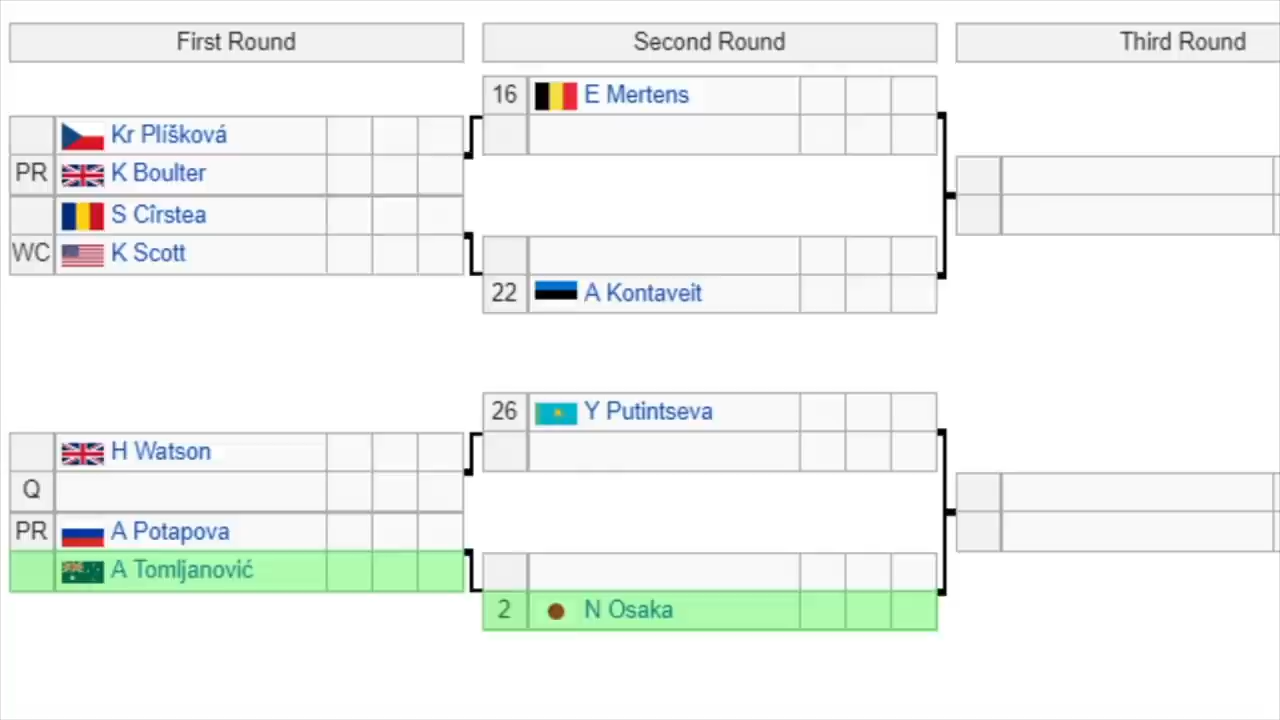 First Round
Second Round
Third Round
16 E Mertens
Kr Plíšková
PR K Boulter
S Cîrstea
WC K Scott
22 A Kontaveit
26 Y Putintseva
H Watson
Q
PR A Potapova
A Tomljanović
2 N Osaka